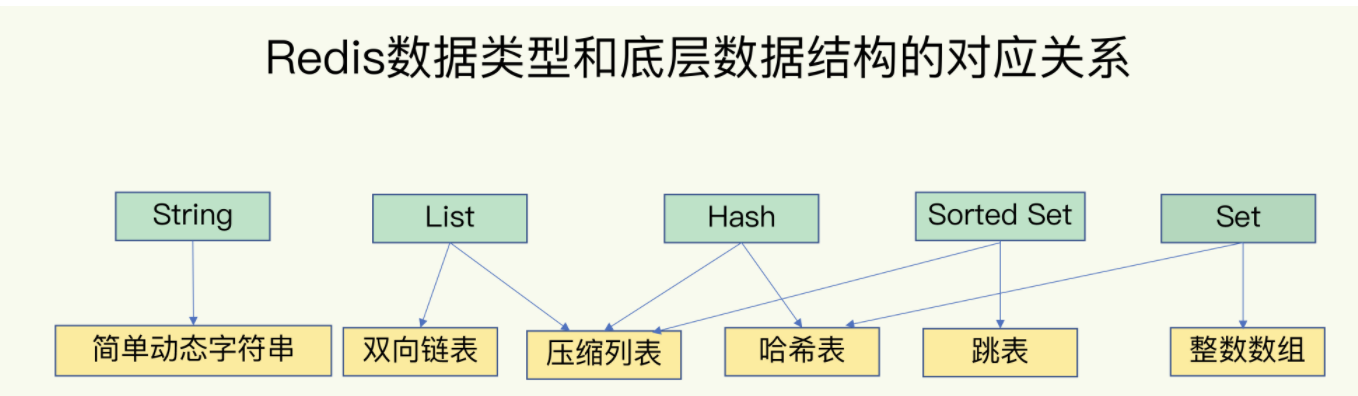 Redis数据类型和底层数据结构的对应关系
String List Hash Sorted Set Set
简单动态字符串 双向链表 压缩列表 哈希表 跳表 整数数组